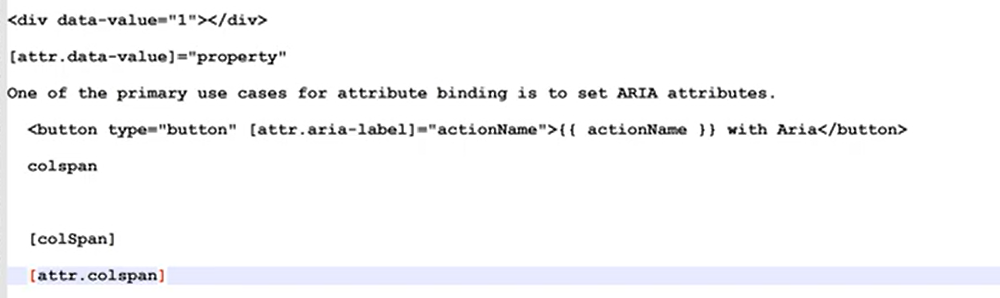 <div data-value="1"></div>
[attr.data-value]="property"
One of the primary use cases for attribute binding is to set ARIA attributes.
<button type="button" [attr.aria-label]="actionName">{{ actionName }} with Aria</button>
colspan
[colSpan]
[attr.colspan]